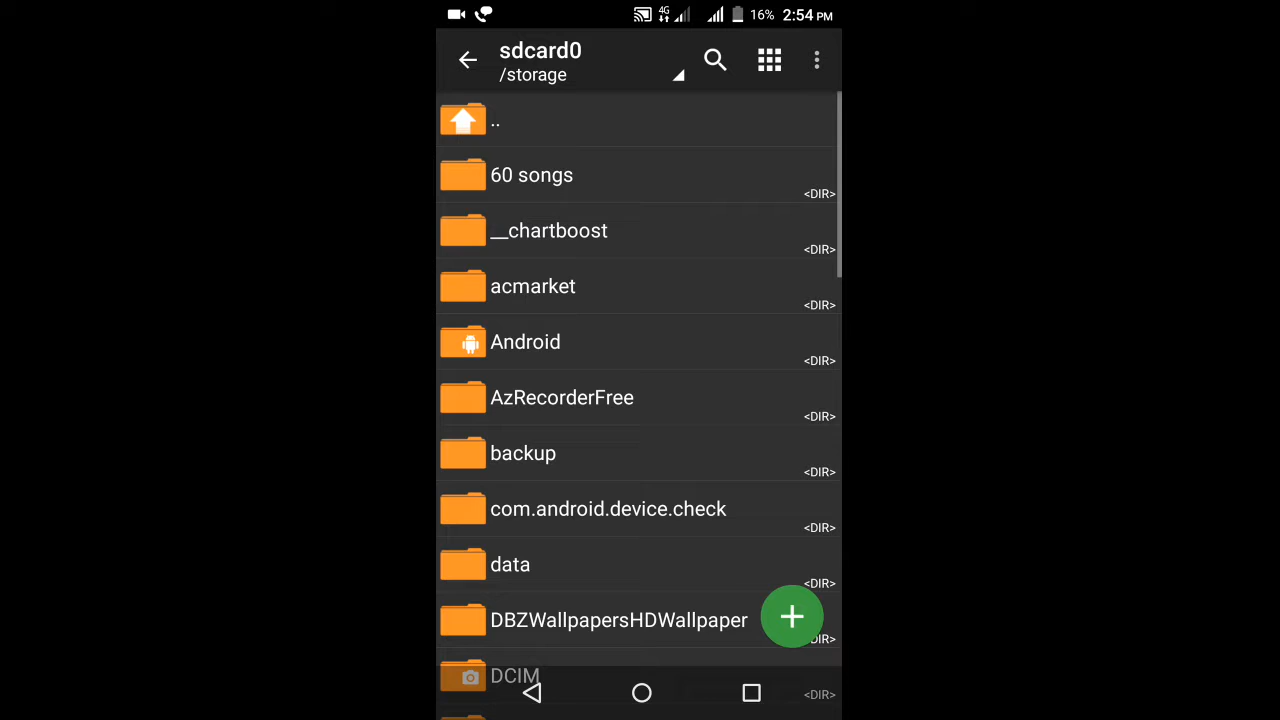 4G 16% 2:54 PM
sdcard0
/storage
..
60 songs
<DIR>
__chartboost
<DIR>
acmarket
<DIR>
Android
<DIR>
AzRecorderFree
<DIR>
backup
<DIR>
com.android.device.check
<DIR>
data
<DIR>
DBZWallpapersHDWallpaper
DIR>
DCIM
<DIR>